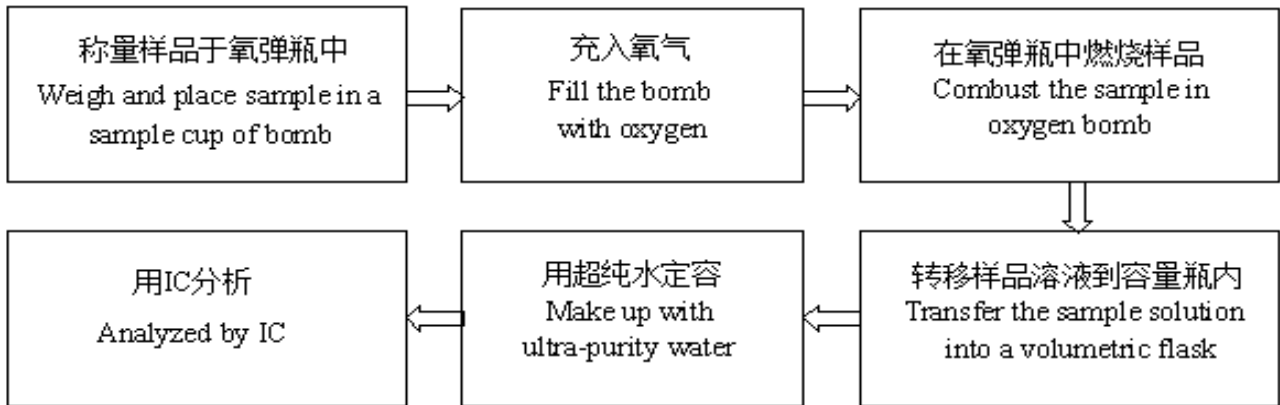 称量样品于氧弹瓶中
Weigh and place sample in a
sample cup of bomb
充入氧气
Fill the bomb
with oxygen
在氧弹瓶中燃烧样品
Combust the sample in
oxygen bomb
转移样品溶液到容量瓶内
Transfer the sample solution
into a volumetric flask
用超纯水定容
Make up with
ultra-purity water
用IC分析
Analyzed by IC